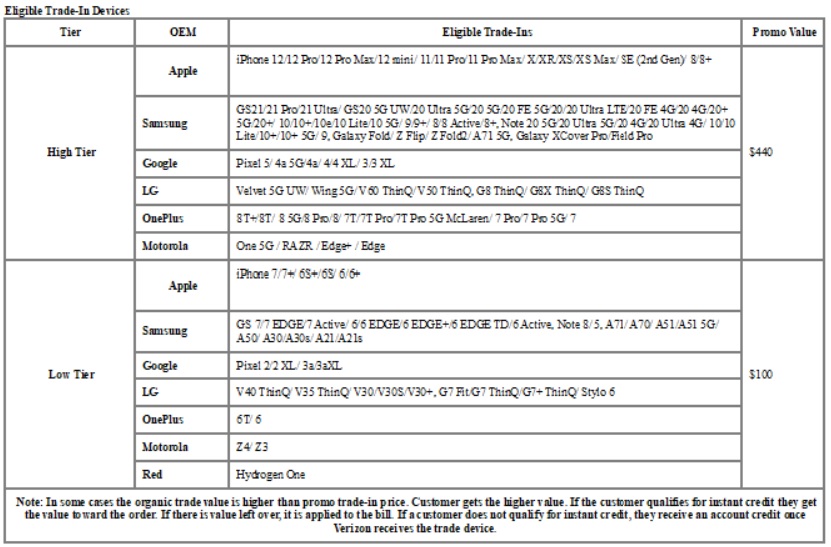 Eligible Trade-In Devices
Tier OEM Eligible Trade-Ins Promo Value
High Tier
Apple
iPhone 12/12 Pro/12 Pro Max/12 mini/ 11/11 Pro/11 Pro Max/ X/XR/XS/XS Max/ SE (2nd Gen)/ 8/8+
Samsung
GS21/21 Pro/21 Ultra/ GS20 5G UW/20 Ultra 5G/20 5G/20 FE 5G/20/20 Ultra LTE/20 FE 4G/20 4G/20+
5G/20+/ 10/10+/10e/10 Lite/10 5G/ 9/9+/ 8/8 Active/8+, Note 20 5G/20 Ultra 5G/20 4G/20 Ultra 4G/ 10/10
Lite/10+/10+ 5G/ 9, Galaxy Fold/ Z Flip/ Z Fold2/ A71 5G, Galaxy XCover Pro/Field Pro
Google Pixel 5/ 4a 5G/4a/ 4/4 XL/ 3/3 XL
LG Velvet 5G UW/ Wing 5G/V60 ThinQ/V50 ThinQ, G8 ThinQ/ G8X ThinQ/ G8S ThinQ
OnePlus 8T+/8T/ 8 5G/8 Pro/8/ 7T/7T Pro/7T Pro 5G McLaren/ 7 Pro/7 Pro 5G/ 7
Motorola One 5G / RAZR /Edge+ / Edge
$440
Low Tier
Apple
iPhone 7/7+/ 6S+/6S/ 6/6+
Samsung
GS 7/7 EDGE/7 Active/ 6/6 EDGE/6 EDGE+/6 EDGE TD/6 Active, Note 8/5, A71/ A70/ A51/A51 5G/
A50/ A30/A30s/ A21/A21s
Google Pixel 2/2 XL/ 3a/3aXL
LG V40 ThinQ/ V35 ThinQ/ V30/V30S/V30+, G7 Fit/G7 ThinQ/G7+ ThinQ/ Stylo 6
OnePlus 6T/ 6
Motorola Z4/ Z3
Red Hydrogen One
$100
Note: In some cases the organic trade value is higher than promo trade-in price. Customer gets the higher value. If the customer qualifies for instant credit they get
the value toward the order. If there is value left over, it is applied to the bill. If a customer does not qualify for instant credit, they receive an account credit once
Verizon receives the trade device.